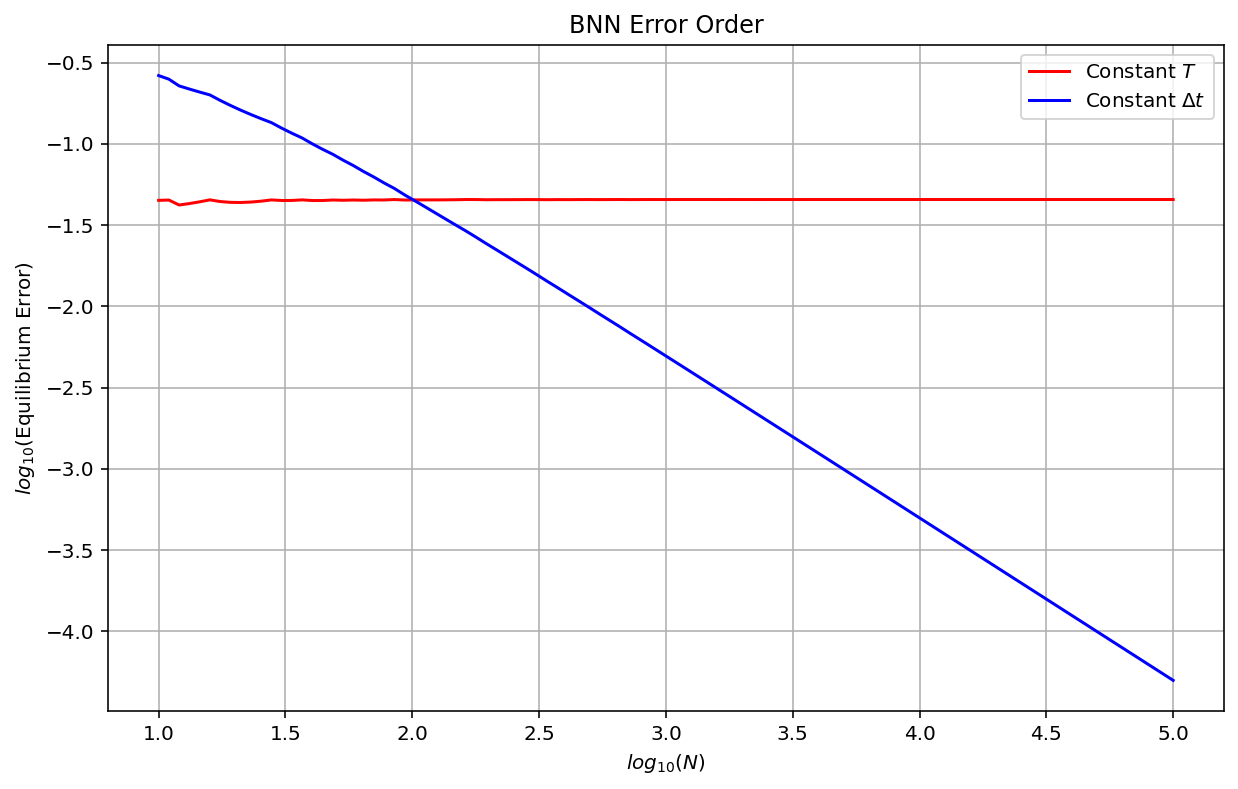 BNN Error Order
Constant T
Constant Δt
log₁₀(Equilibrium Error)
−0.5
−1.0
−1.5
−2.0
−2.5
−3.0
−3.5
−4.0
1.0 1.5 2.0 2.5 3.0 3.5 4.0 4.5 5.0
log₁₀(N)